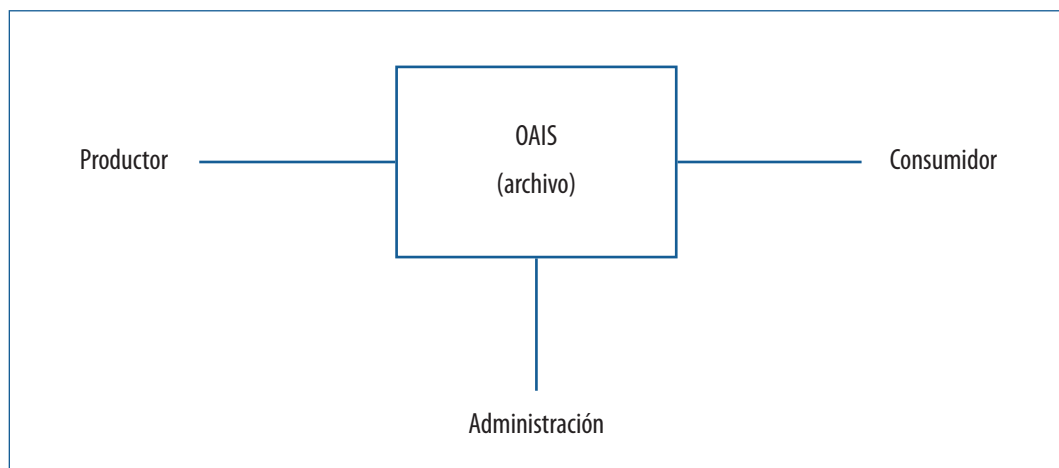 OAIS
(archivo)
Productor
Consumidor
Administración